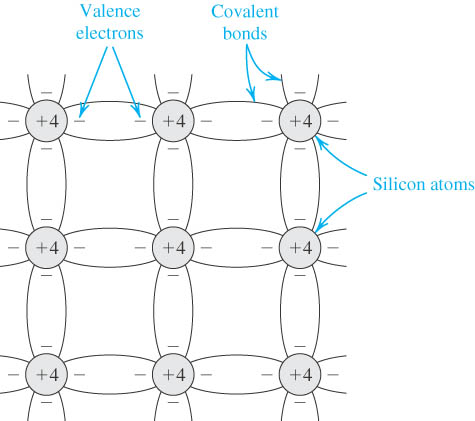 Valence
electrons
Covalent
bonds
+4 +4 +4
Silicon atoms
+4 +4 +4
+4 +4 +4